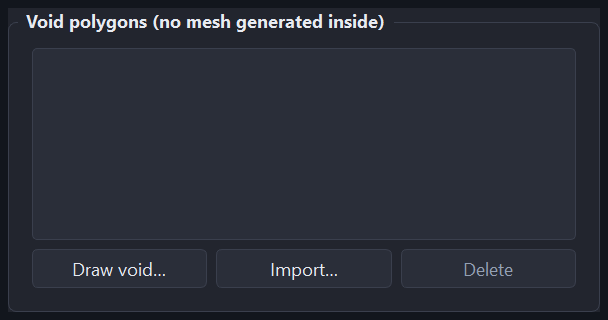 Void polygons (no mesh generated inside)
Draw void...
Import...
Delete